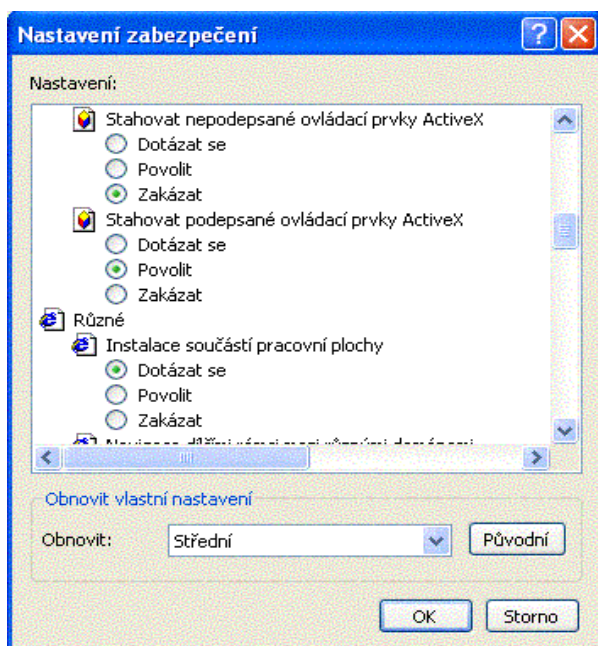 Nastavení zabezpečení
Nastavení:
Stahovat nepodepsané ovládací prvky ActiveX
Dotázat se
Povolit
Zakázat
Stahovat podepsané ovládací prvky ActiveX
Dotázat se
Povolit
Zakázat
Různé
Instalace součástí pracovní plochy
Dotázat se
Povolit
Zakázat
Obnovit vlastní nastavení
Obnovit: Střední Původní
OK Storno